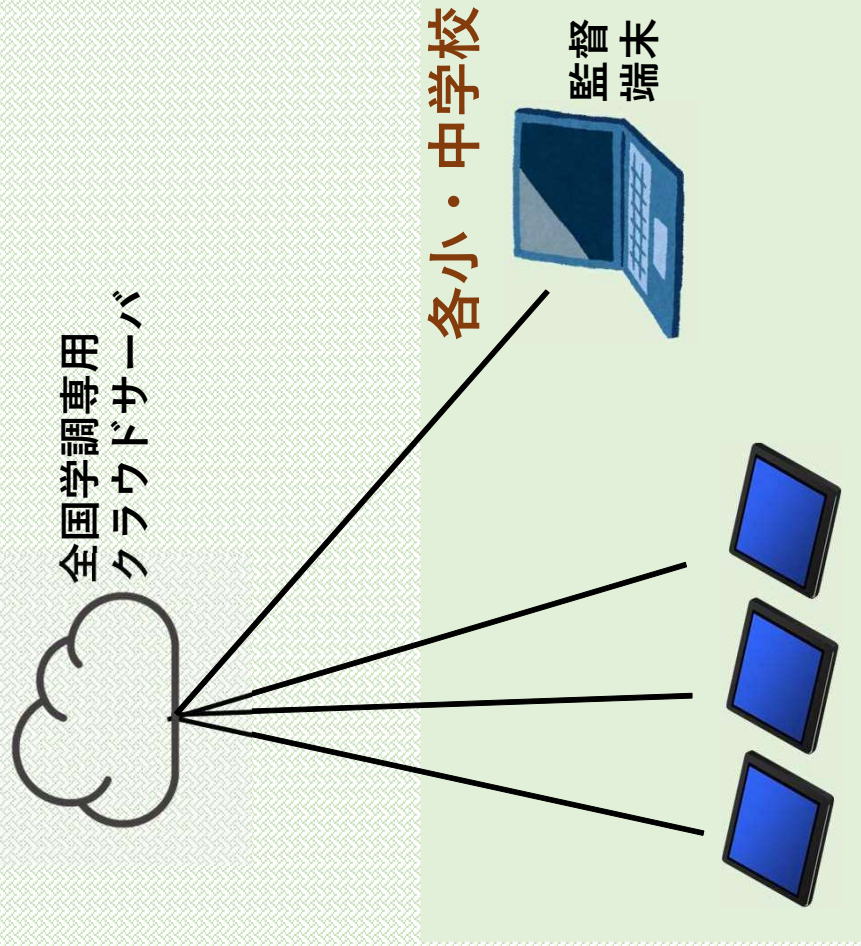 全国学調専用
クラウドサーバ
各小・中学校
監督
端末